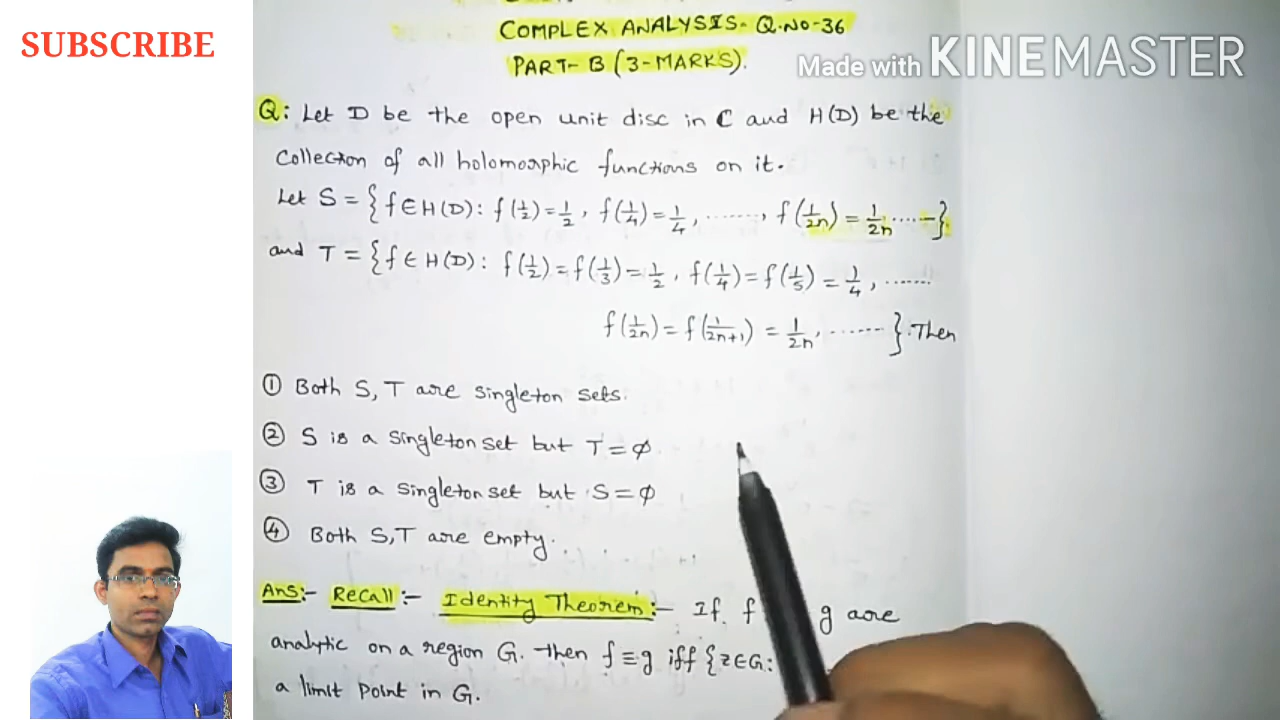 SUBSCRIBE
COMPLEX ANALYSIS- Q.NO-36
PART- B (3-MARKS).
Made with KINEMASTER
Q: Let D be the open unit disc in ℂ and H(D) be the
Collection of all holomorphic functions on it.
Let S = {f∈H(D): f(1/2)=1/2, f(1/4)=1/4, ......., f(1/2n)=1/2n ....-}.
and T = {f∈H(D): f(1/2)=f(1/3)=1/2, f(1/4)=f(1/5)=1/4, ......
f(1/2n)=f(1/2n+1)=1/2n, ....... }. Then
① Both S, T are singleton sets.
② S is a singleton set but T=φ
③ T is a singleton set but S=φ
④ Both S,T are empty.
Ans:- Recall:- Identity Theorem:- If f g are
analytic on a region G. Then f≡g iff {z∈G:
a limit point in G.